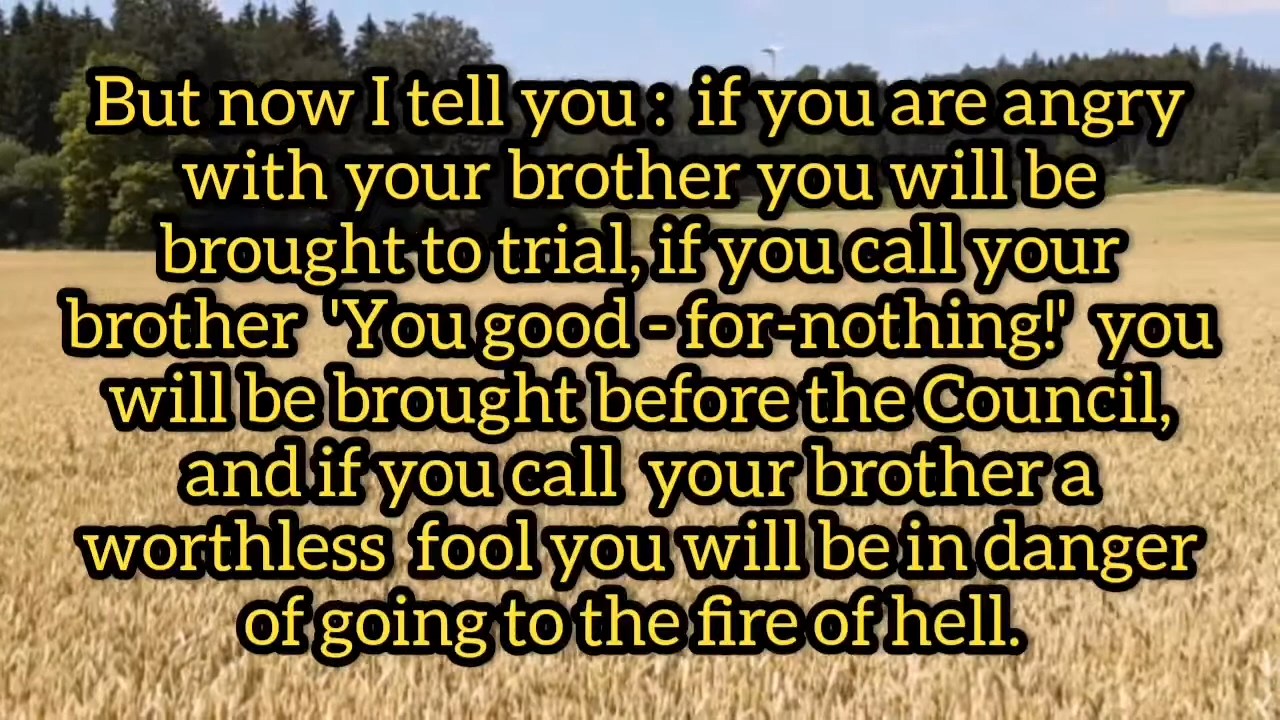 But now I tell you : if you are angry
with your brother you will be
brought to trial, if you call your
brother 'You good - for-nothing!' you
will be brought before the Council,
and if you call your brother a
worthless fool you will be in danger
of going to the fire of hell.